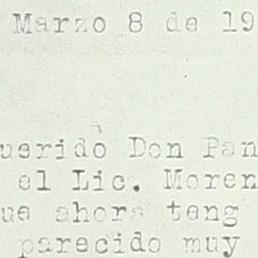 Marzo 8 de 19
uerido Don Pan
el Lic. Moren
ue ahora teng
parecido muy